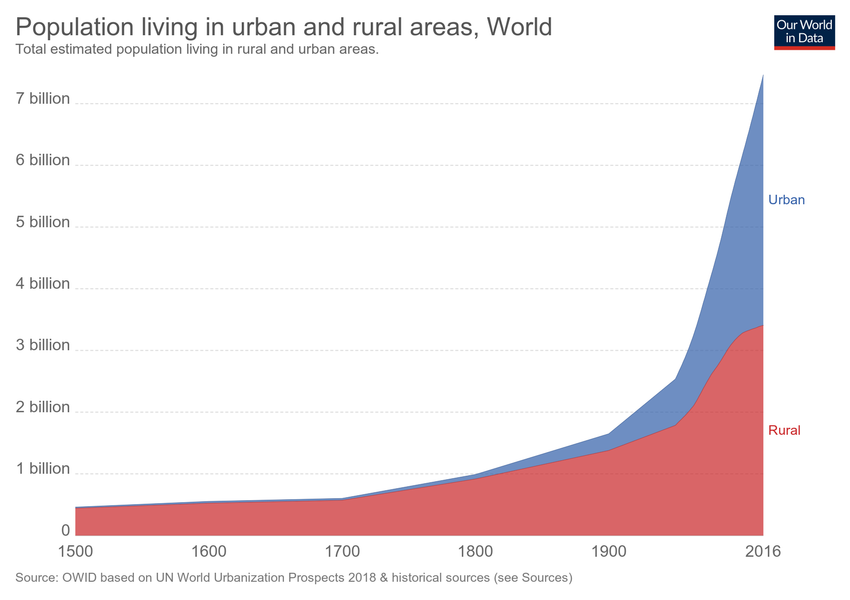 Population living in urban and rural areas, World
Total estimated population living in rural and urban areas.
Our World
in Data
7 billion
6 billion
5 billion
4 billion
3 billion
2 billion
1 billion
0
Urban
Rural
1500 1600 1700 1800 1900 2016
Source: OWID based on UN World Urbanization Prospects 2018 & historical sources (see Sources)